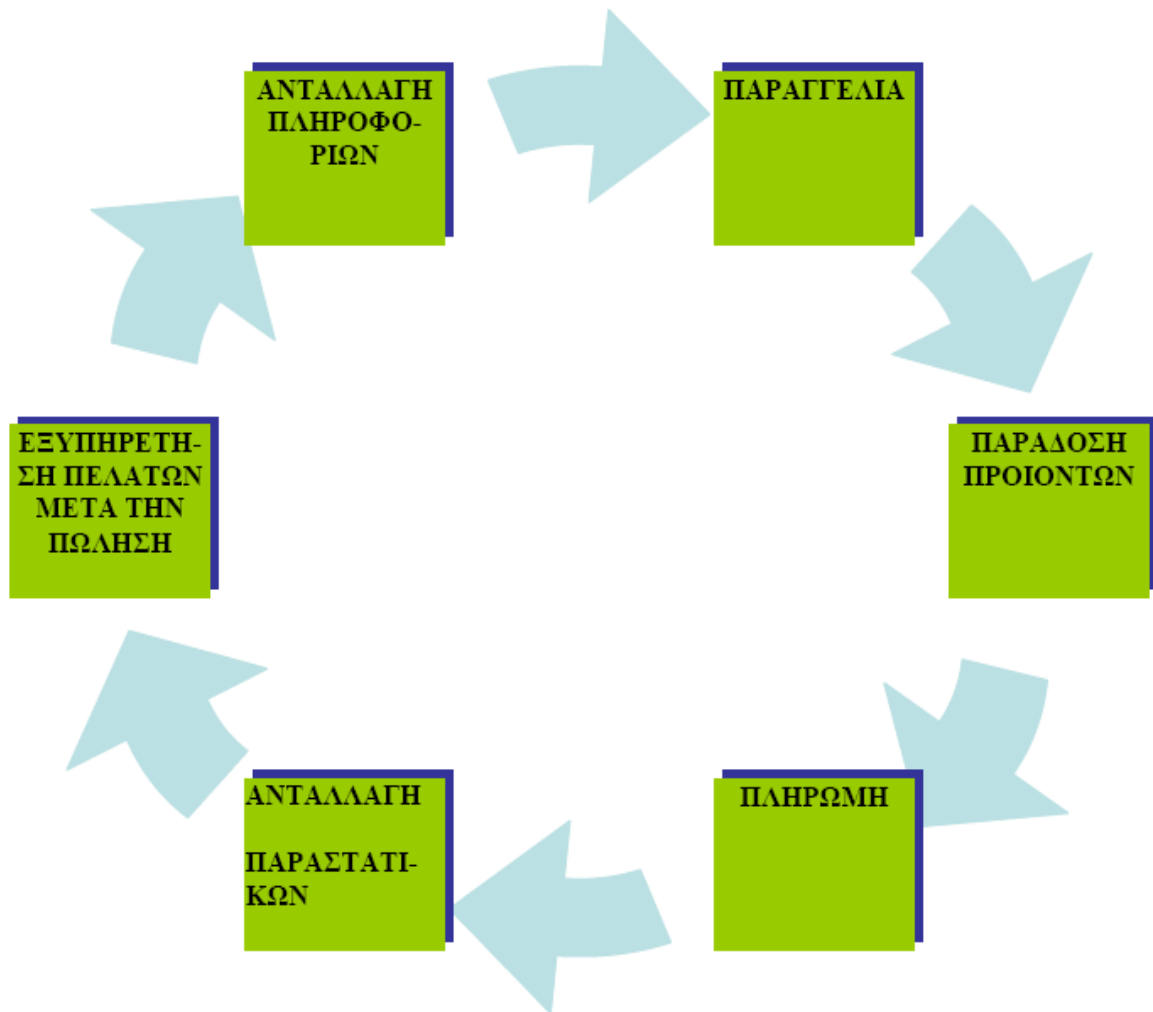 ΑΝΤΑΛΛΑΓΗ
ΠΛΗΡΟΦΟ-
ΡΙΩΝ
ΠΑΡΑΓΓΕΛΙΑ
ΠΑΡΑΔΟΣΗ
ΠΡΟΙΟΝΤΩΝ
ΠΛΗΡΩΜΗ
ΑΝΤΑΛΛΑΓΗ
ΠΑΡΑΣΤΑΤΙ-
ΚΩΝ
ΕΞΥΠΗΡΕΤΗ-
ΣΗ ΠΕΛΑΤΩΝ
ΜΕΤΑ ΤΗΝ
ΠΩΛΗΣΗ